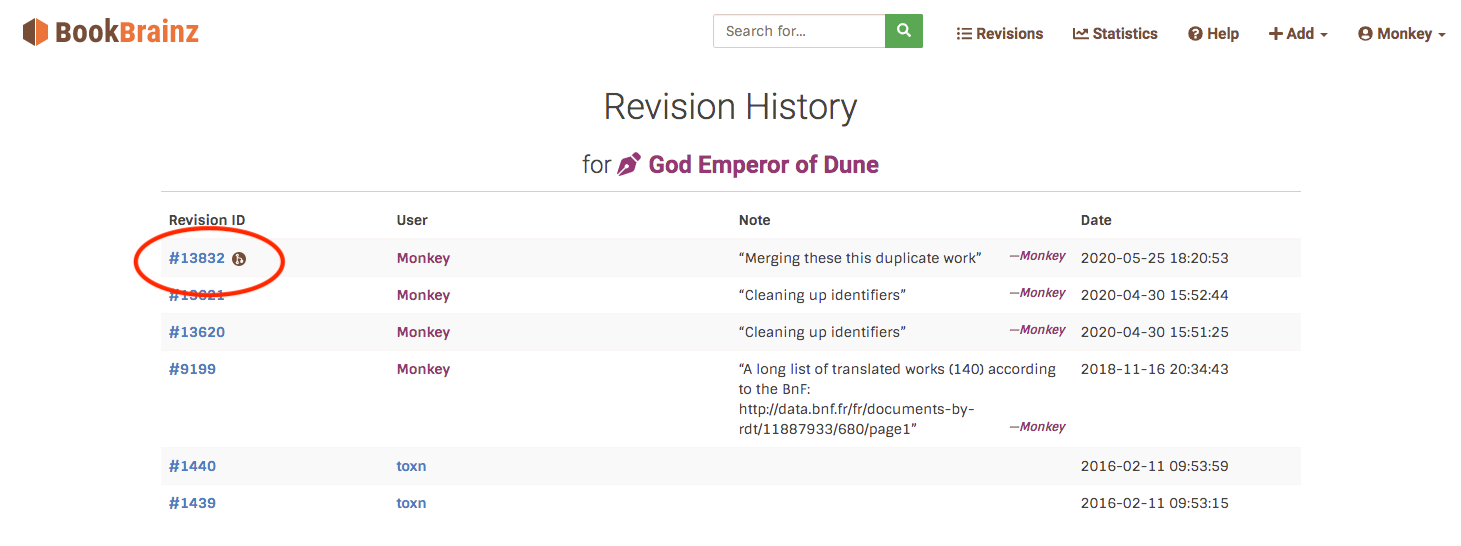 BookBrainz Search for... Revisions Statistics Help Add Monkey
Revision History
for God Emperor of Dune
Revision ID User Note Date
#13832 Monkey “Merging these this duplicate work” —Monkey 2020-05-25 18:20:53
#13621 Monkey “Cleaning up identifiers” —Monkey 2020-04-30 15:52:44
#13620 Monkey “Cleaning up identifiers” —Monkey 2020-04-30 15:51:25
#9199 Monkey “A long list of translated works (140) according 2018-11-16 20:34:43
to the BnF:
http://data.bnf.fr/fr/documents-by-
rdt/11887933/680/page1” —Monkey
#1440 toxn 2016-02-11 09:53:59
#1439 toxn 2016-02-11 09:53:15